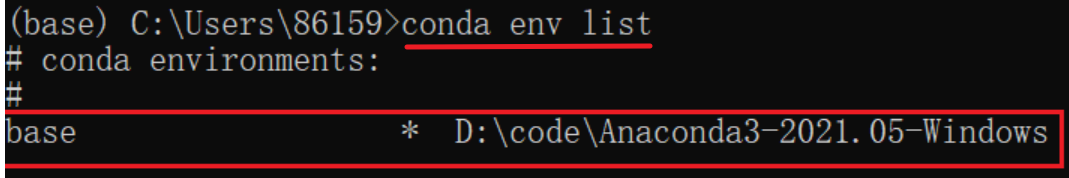 (base) C:\Users\86159>conda env list
# conda environments:
#
base                  *  D:\code\Anaconda3-2021.05-Windows